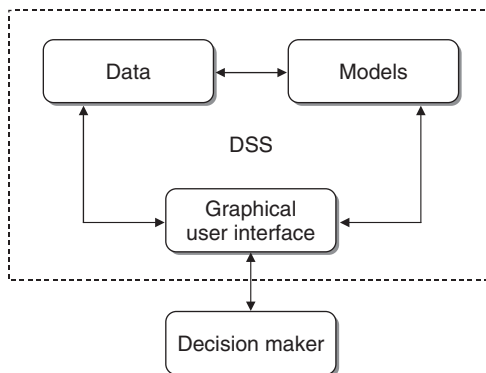 Data
Models
DSS
Graphical
user interface
Decision maker